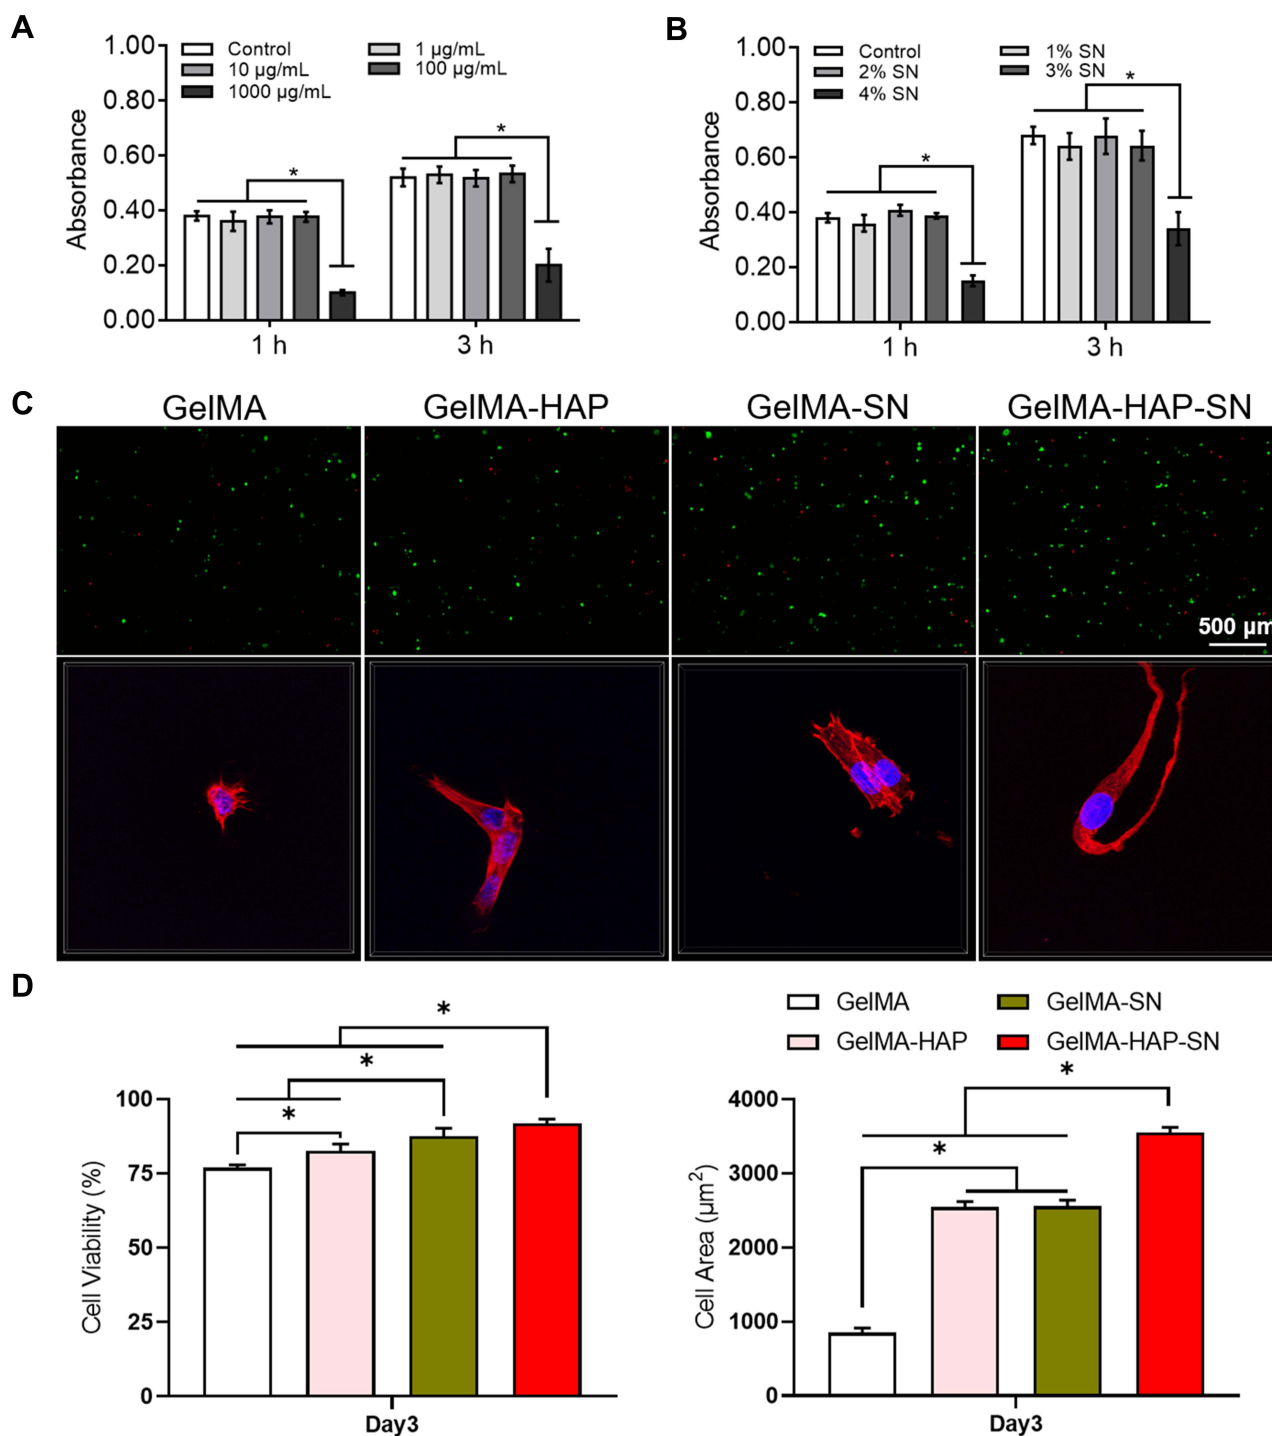 A
Absorbance
1.00
0.80
0.60
0.40
0.20
0.00
Control
1 µg/mL
10 µg/mL
100 µg/mL
1000 µg/mL
*
*
1 h
3 h
B
Absorbance
1.00
0.80
0.60
0.40
0.20
0.00
Control
1% SN
2% SN
3% SN
4% SN
*
*
1 h
3 h
C
GelMA
GelMA-HAP
GelMA-SN
GelMA-HAP-SN
500 µm
D
Cell Viability (%)
100
75
50
25
0
*
*
*
Day3
GelMA
GelMA-SN
GelMA-HAP
GelMA-HAP-SN
Cell Area (µm²)
4000
3000
2000
1000
0
*
*
Day3